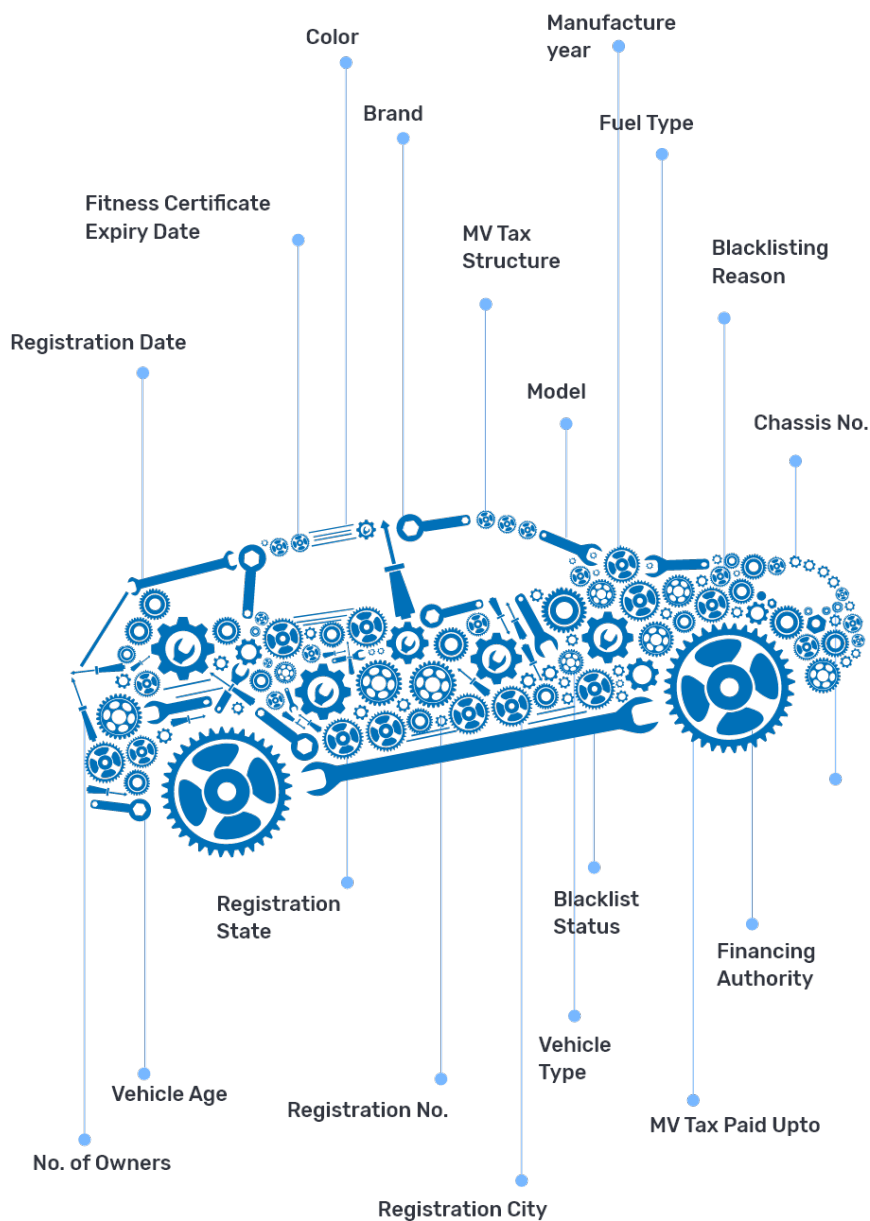 Manufacture
year
Color
Brand
Fuel Type
Fitness Certificate
Expiry Date
MV Tax
Structure
Blacklisting
Reason
Registration Date
Model
Chassis No.
Registration
State
Blacklist
Status
Financing
Authority
Vehicle
Type
Vehicle Age
Registration No.
MV Tax Paid Upto
No. of Owners
Registration City